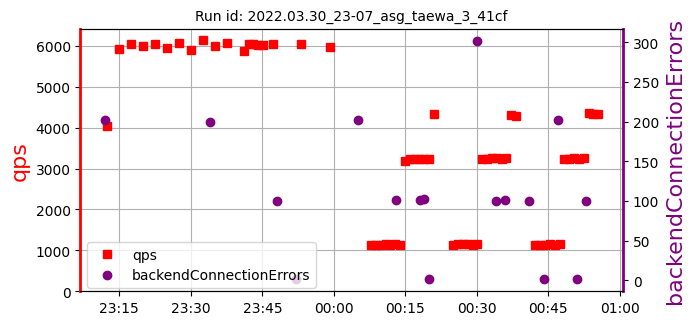 Run id: 2022.03.30_23-07_asg_taewa_3_41cf
qps
6000
5000
4000
3000
2000
1000
0
backendConnectionErrors
300
250
200
150
100
50
0
qps
backendConnectionErrors
23:15 23:30 23:45 00:00 00:15 00:30 00:45 01:00